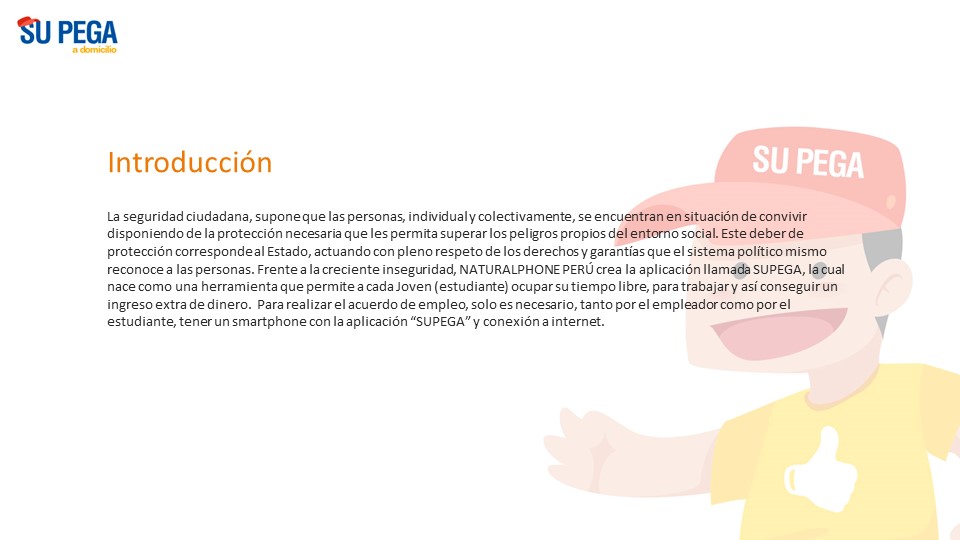 SU PEGA
a domicilio
SU PEGA
Introducción
La seguridad ciudadana, supone que las personas, individual y colectivamente, se encuentran en situación de convivir
disponiendo de la protección necesaria que les permita superar los peligros propios del entorno social. Este deber de
protección corresponde al Estado, actuando con pleno respeto de los derechos y garantías que el sistema político mismo
reconoce a las personas. Frente a la creciente inseguridad, NATURALPHONE PERÚ crea la aplicación llamada SUPEGA, la cual
nace como una herramienta que permite a cada Joven (estudiante) ocupar su tiempo libre, para trabajar y así conseguir un
ingreso extra de dinero.  Para realizar el acuerdo de empleo, solo es necesario, tanto por el empleador como por el
estudiante, tener un smartphone con la aplicación “SUPEGA” y conexión a internet.